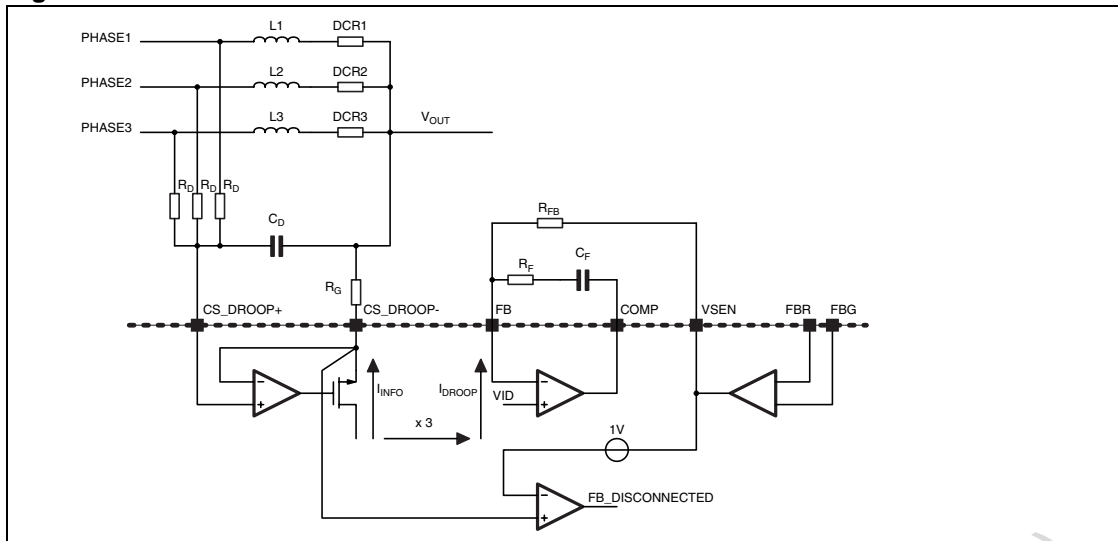 L1 DCR1
PHASE1
L2 DCR2
PHASE2
L3 DCR3
PHASE3 VOUT
RD RD RD
RFB
CD
RF CF
RG
CS_DROOP+ CS_DROOP- FB COMP VSEN FBR FBG
IINFO IDROOP VID
x 3
1V
FB_DISCONNECTED